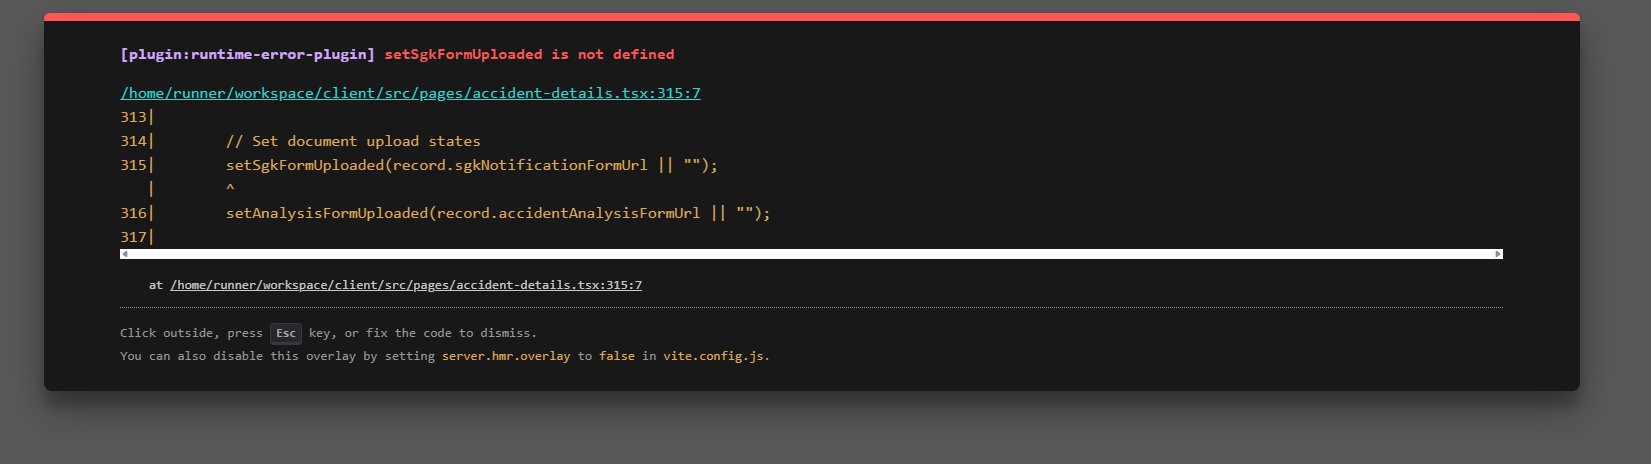 [plugin:runtime-error-plugin] setSgkFormUploaded is not defined
/home/runner/workspace/client/src/pages/accident-details.tsx:315:7
313|
314|        // Set document upload states
315|        setSgkFormUploaded(record.sgkNotificationFormUrl || "");
   |        ^
316|        setAnalysisFormUploaded(record.accidentAnalysisFormUrl || "");
317|
at /home/runner/workspace/client/src/pages/accident-details.tsx:315:7
Click outside, press Esc key, or fix the code to dismiss.
You can also disable this overlay by setting server.hmr.overlay to false in vite.config.js.